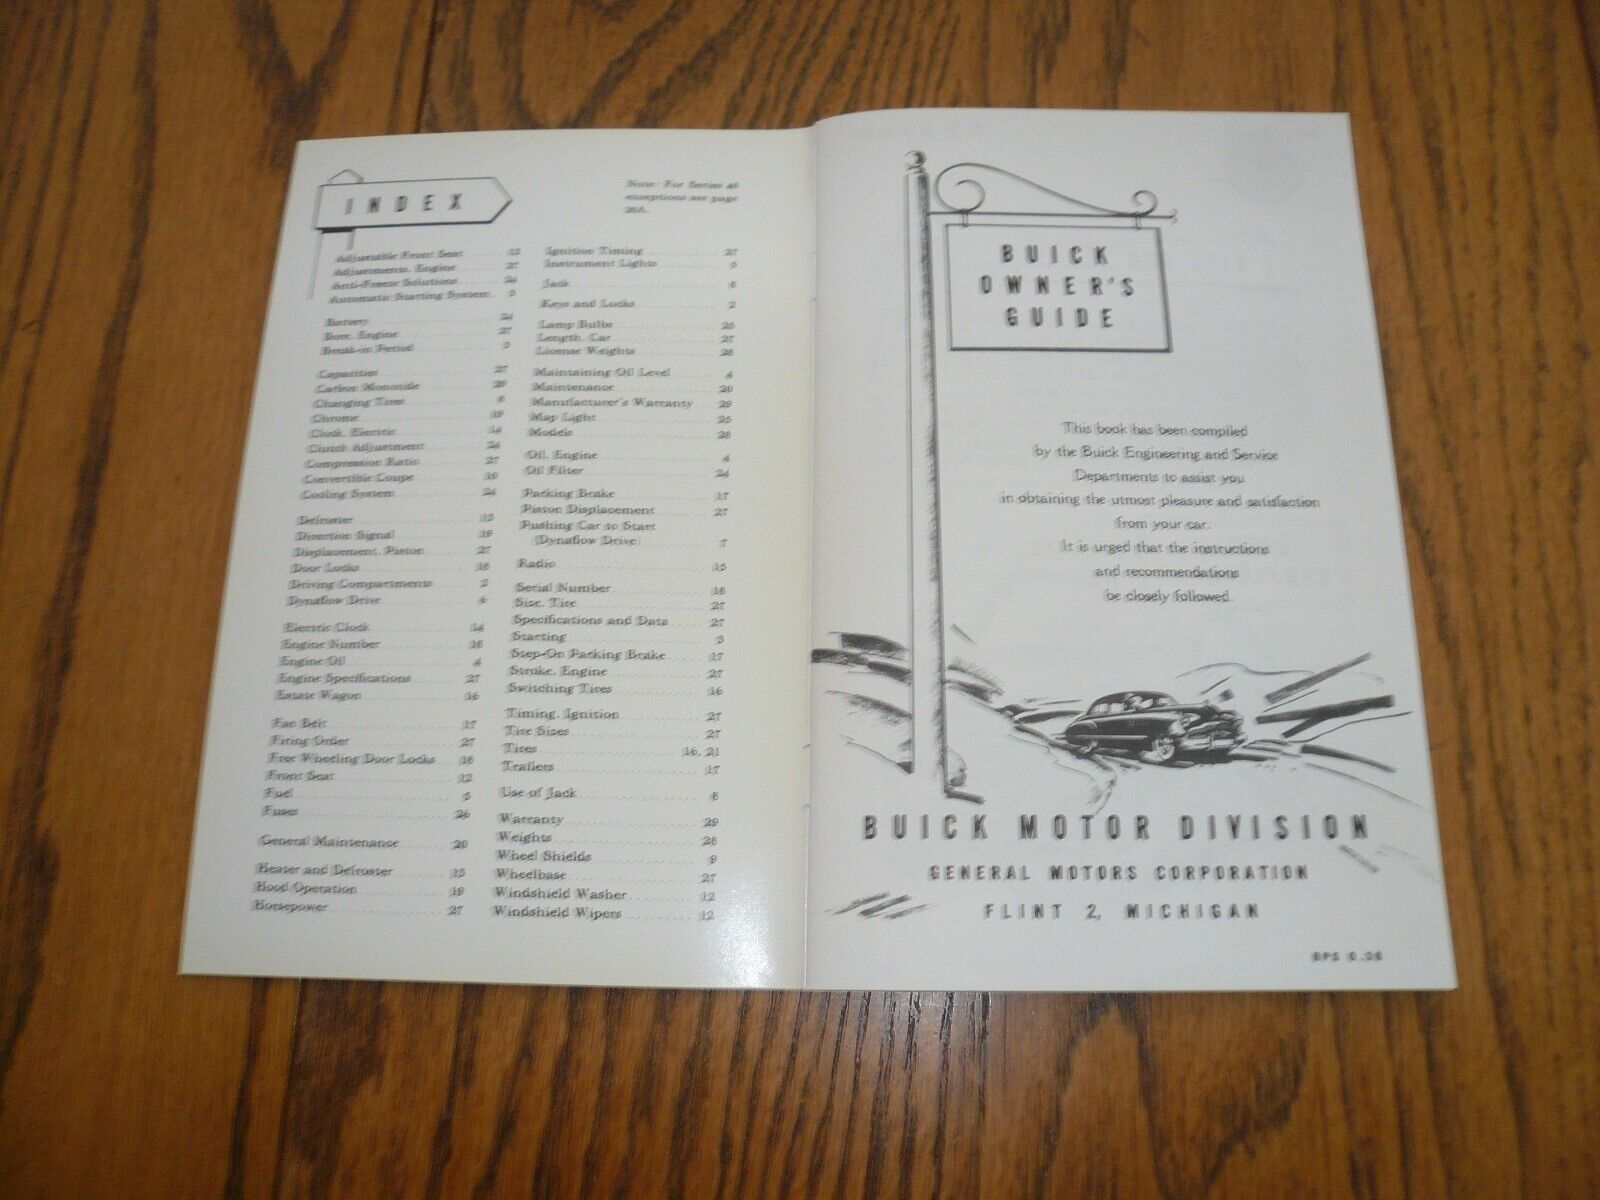 INDEX
Note: For Series 40
exceptions see page
Adjustable Front Seat 12
Adjustments, Engine 27
Anti-Freeze Solutions 24
Automatic Starting System 3
Battery 24
Bore, Engine 27
Break-in Period 3
Capacities 27
Carbon Monoxide 29
Changing Tires 8
Chrome 19
Clock, Electric 14
Clutch Adjustment 24
Compression Ratio 27
Convertible Coupe 10
Cooling System 24
Defroster 13
Direction Signal 19
Displacement, Piston 27
Door Locks 18
Driving Compartments 2
Dynaflow Drive 6
Electric Clock 14
Engine Number 18
Engine Oil 4
Engine Specifications 27
Estate Wagon 16
Fan Belt 17
Firing Order 27
Free Wheeling Door Locks 18
Front Seat 12
Fuel 5
Fuses 26
General Maintenance 20
Heater and Defroster 13
Hood Operation 19
Horsepower 27
Ignition Timing 27
Instrument Lights 5
Jack 8
Keys and Locks 2
Lamp Bulbs 25
Length, Car 27
License Weights 28
Maintaining Oil Level 4
Maintenance 20
Manufacturer's Warranty 29
Map Light 25
Models 28
Oil, Engine 4
Oil Filter 24
Parking Brake 17
Piston Displacement 27
Pushing Car to Start
(Dynaflow Drive) 7
Radio 15
Serial Number 18
Size, Tire 27
Specifications and Data 27
Starting 3
Step-On Parking Brake 17
Stroke, Engine 27
Switching Tires 16
Timing, Ignition 27
Tire Sizes 27
Tires 16, 21
Trailers 17
Use of Jack 8
Warranty 29
Weights 28
Wheel Shields 9
Wheelbase 27
Windshield Washer 12
Windshield Wipers 12
BUICK
OWNER'S
GUIDE
This book has been compiled
by the Buick Engineering and Service
Departments to assist you
in obtaining the utmost pleasure and satisfaction
from your car.
It is urged that the instructions
and recommendations
be closely followed.
BUICK MOTOR DIVISION
GENERAL MOTORS CORPORATION
FLINT 2, MICHIGAN
BPS 6.36